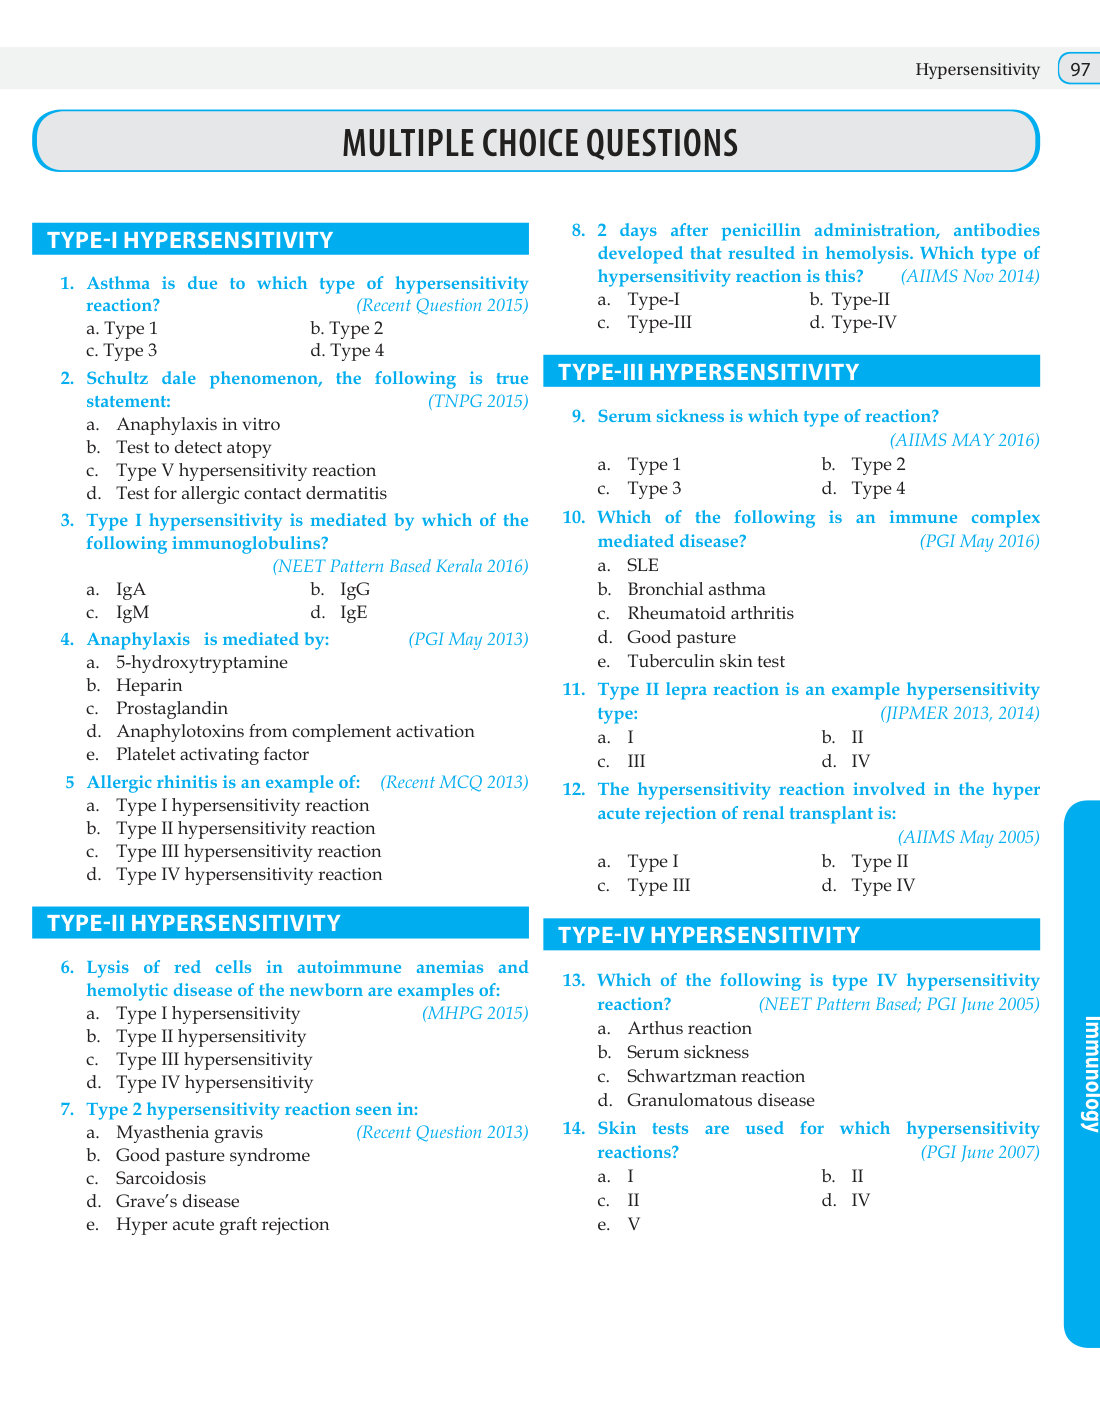 Hypersensitivity 97
MULTIPLE CHOICE QUESTIONS
TYPE-I HYPERSENSITIVITY
1. Asthma is due to which type of hypersensitivity
reaction? (Recent Question 2015)
a. Type 1 b. Type 2
c. Type 3 d. Type 4
2. Schultz dale phenomenon, the following is true
statement: (TNPG 2015)
a. Anaphylaxis in vitro
b. Test to detect atopy
c. Type V hypersensitivity reaction
d. Test for allergic contact dermatitis
3. Type I hypersensitivity is mediated by which of the
following immunoglobulins?
(NEET Pattern Based Kerala 2016)
a. IgA b. IgG
c. IgM d. IgE
4. Anaphylaxis is mediated by: (PGI May 2013)
a. 5-hydroxytryptamine
b. Heparin
c. Prostaglandin
d. Anaphylotoxins from complement activation
e. Platelet activating factor
5 Allergic rhinitis is an example of: (Recent MCQ 2013)
a. Type I hypersensitivity reaction
b. Type II hypersensitivity reaction
c. Type III hypersensitivity reaction
d. Type IV hypersensitivity reaction
TYPE-II HYPERSENSITIVITY
6. Lysis of red cells in autoimmune anemias and
hemolytic disease of the newborn are examples of:
a. Type I hypersensitivity (MHPG 2015)
b. Type II hypersensitivity
c. Type III hypersensitivity
d. Type IV hypersensitivity
7. Type 2 hypersensitivity reaction seen in:
a. Myasthenia gravis (Recent Question 2013)
b. Good pasture syndrome
c. Sarcoidosis
d. Grave's disease
e. Hyper acute graft rejection
8. 2 days after penicillin administration, antibodies
developed that resulted in hemolysis. Which type of
hypersensitivity reaction is this? (AIIMS Nov 2014)
a. Type-I b. Type-II
c. Type-III d. Type-IV
TYPE-III HYPERSENSITIVITY
9. Serum sickness is which type of reaction?
(AIIMS MAY 2016)
a. Type 1 b. Type 2
c. Type 3 d. Type 4
10. Which of the following is an immune complex
mediated disease? (PGI May 2016)
a. SLE
b. Bronchial asthma
c. Rheumatoid arthritis
d. Good pasture
e. Tuberculin skin test
11. Type II lepra reaction is an example hypersensitivity
type: (JIPMER 2013, 2014)
a. I b. II
c. III d. IV
12. The hypersensitivity reaction involved in the hyper
acute rejection of renal transplant is:
(AIIMS May 2005)
a. Type I b. Type II
c. Type III d. Type IV
TYPE-IV HYPERSENSITIVITY
13. Which of the following is type IV hypersensitivity
reaction? (NEET Pattern Based; PGI June 2005)
a. Arthus reaction
b. Serum sickness
c. Schwartzman reaction
d. Granulomatous disease
14. Skin tests are used for which hypersensitivity
reactions? (PGI June 2007)
a. I b. II
c. II d. IV
e. V
Immunology